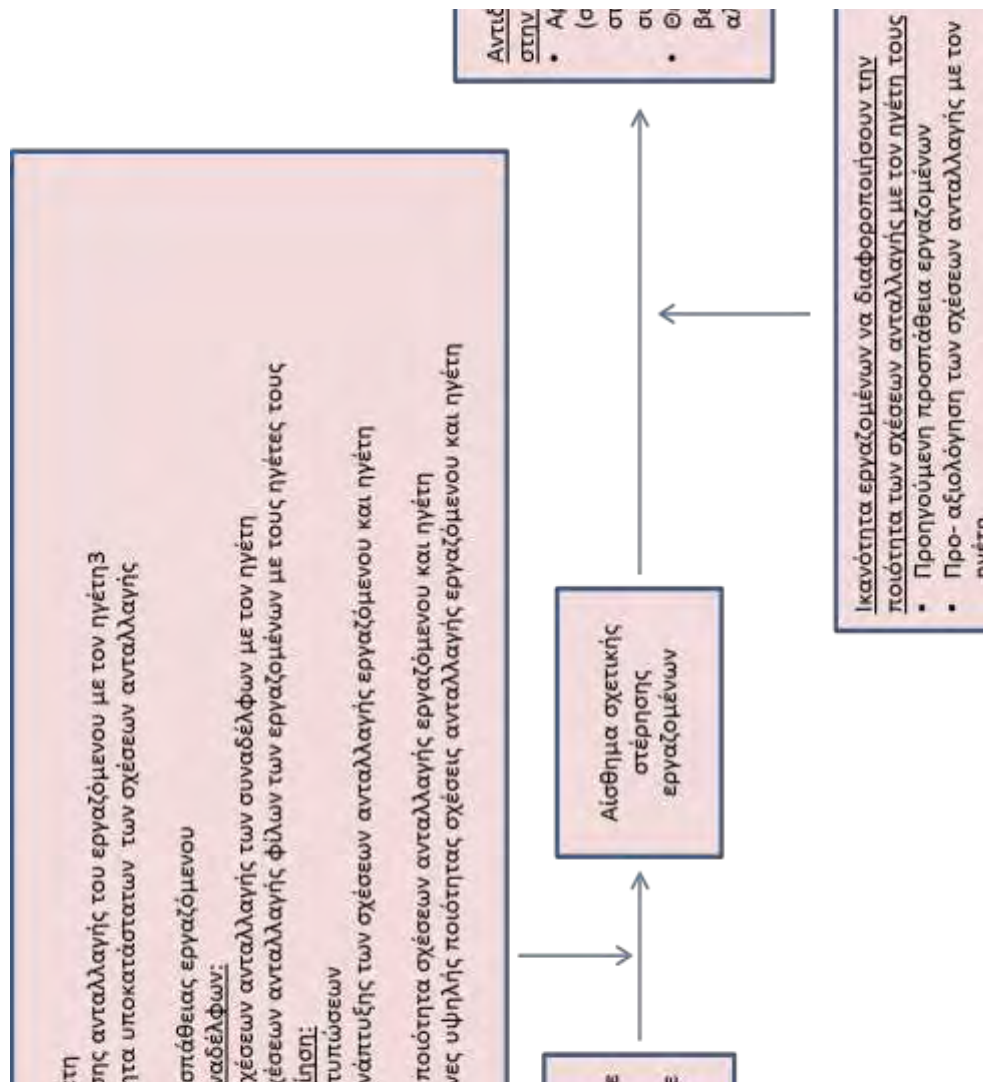 έτη
σης ανταλλαγής του εργαζόμενου με τον ηγέτη3
ητα υποκατάστατων των σχέσεων ανταλλαγής
σπάθειας εργαζόμενου
ναδέλφων:
χέσεων ανταλλαγής των συναδέλφων με τον ηγέτη
χέσεων ανταλλαγής φίλων των εργαζομένων με τους ηγέτες τους
ίηση:
τυπώσεων
νάπτυξης των σχέσεων ανταλλαγής εργαζόμενου και ηγέτη
ποιότητα σχέσεων ανταλλαγής εργαζόμενου και ηγέτη
νες υψηλής ποιότητας σχέσεις ανταλλαγής εργαζόμενου και ηγέτη
Αίσθημα σχετικής
στέρησης
εργαζομένων
Αντιδ
στην
Ικανότητα εργαζομένων να διαφοροποιήσουν την
ποιότητα των σχέσεων ανταλλαγής με τον ηγέτη τους
• Προηγούμενη προσπάθεια εργαζομένων
• Προ- αξιολόγηση των σχέσεων ανταλλαγής με τον
ηγέτη